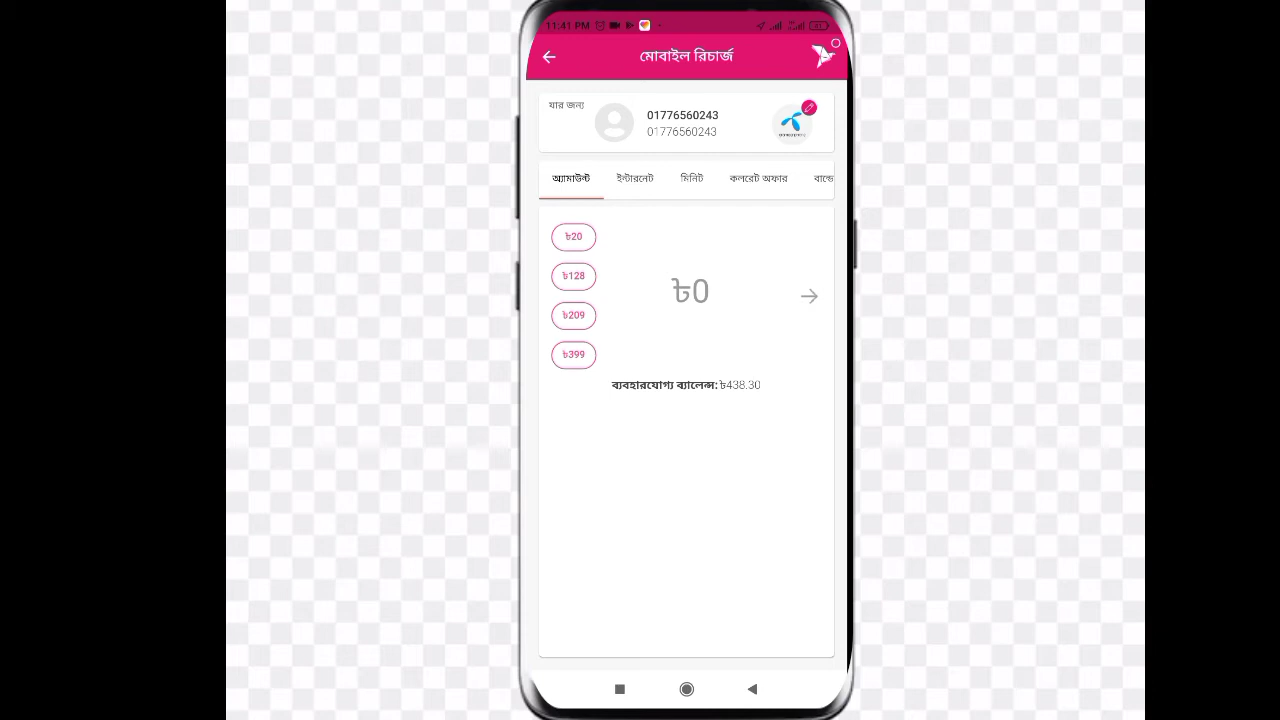 11:41 PM
মোবাইল রিচার্জ
যার জন্য
01776560243
01776560243
অ্যামাউন্ট ইন্টারনেট মিনিট কলরেট অফার বান্ডে
৳20
৳128
৳209
৳399
৳0
ব্যবহারযোগ্য ব্যালেন্স: ৳438.30